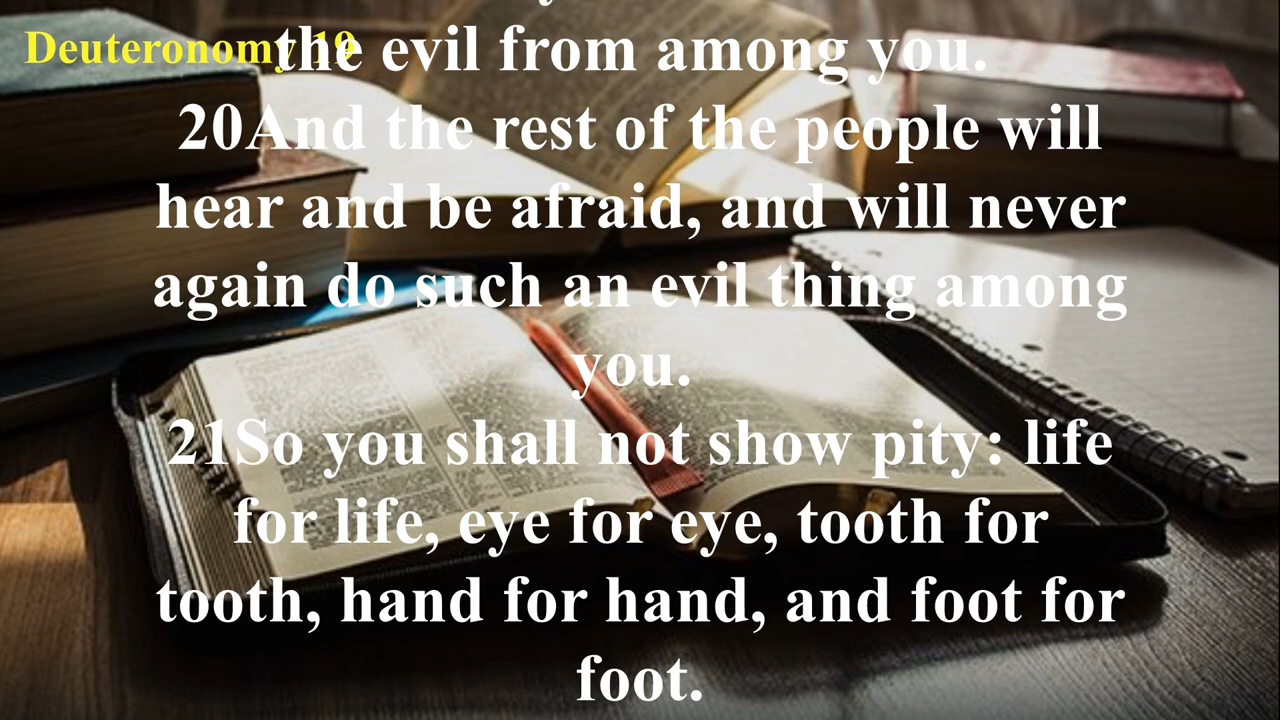 Deuteronomy 19
the evil from among you.
20And the rest of the people will
hear and be afraid, and will never
again do such an evil thing among
you.
21So you shall not show pity: life
for life, eye for eye, tooth for
tooth, hand for hand, and foot for
foot.